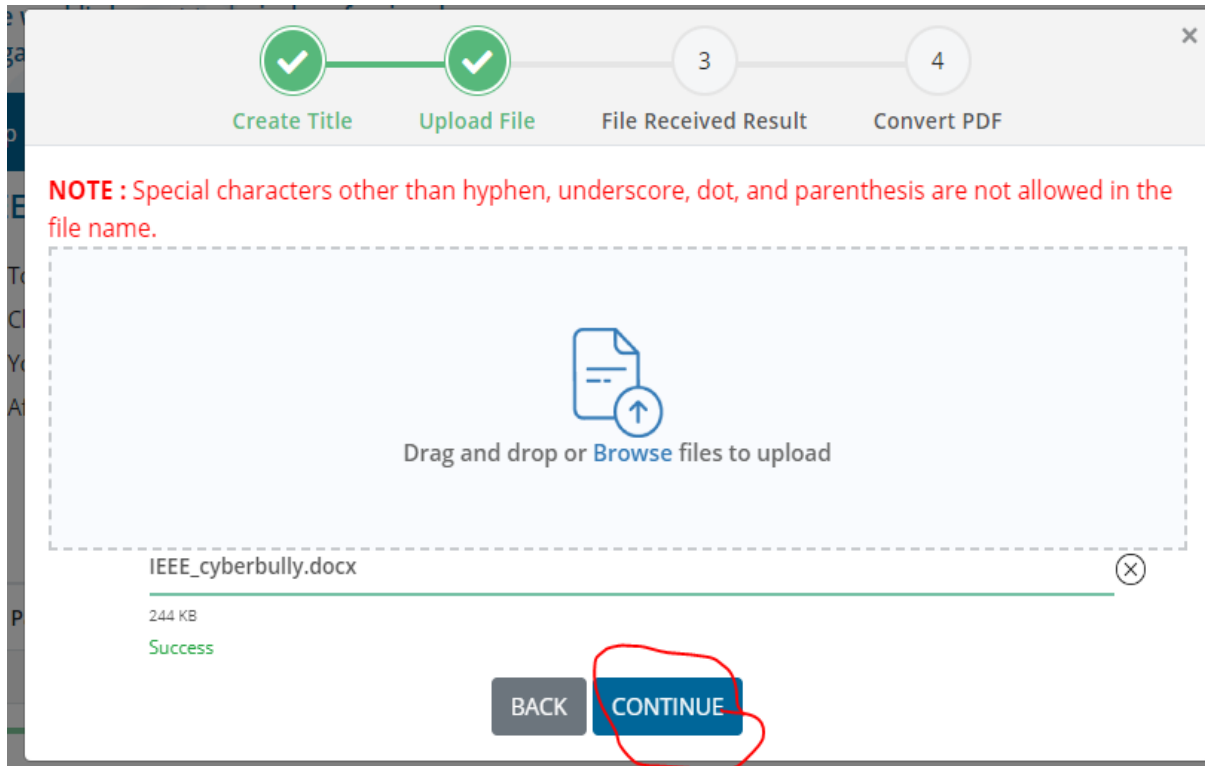 ×
3
4
Create Title
Upload File
File Received Result
Convert PDF
NOTE : Special characters other than hyphen, underscore, dot, and parenthesis are not allowed in the
file name.
Drag and drop or Browse files to upload
IEEE_cyberbully.docx
244 KB
Success
BACK
CONTINUE